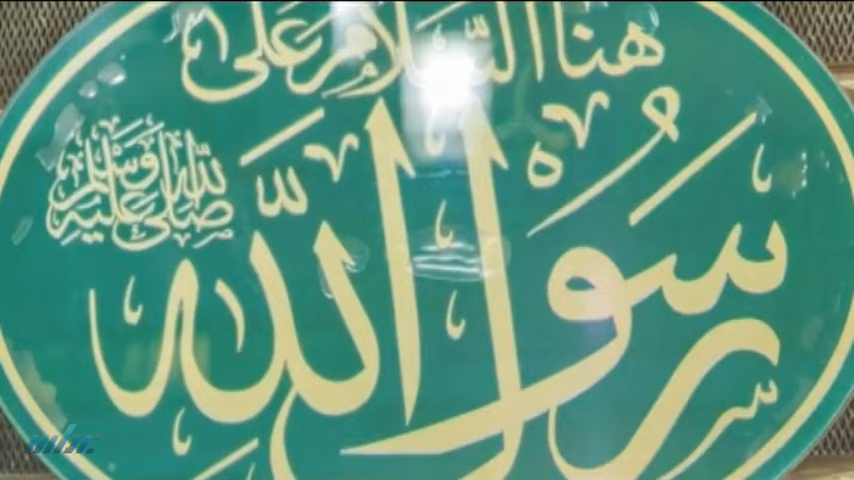 هنا السلام على
رسول الله
صلى الله عليه وسلم